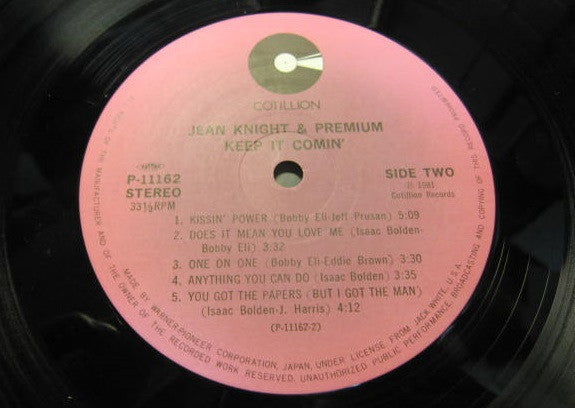 COTILLION
JEAN KNIGHT & PREMIUM
KEEP IT COMIN'
P-11162
STEREO
33⅓RPM
SIDE TWO
Ⓟ 1981
Cotillion Records
1. KISSIN' POWER (Bobby Eli-Jeff Prusan) 5:09
2. DOES IT MEAN YOU LOVE ME (Isaac Bolden-
Bobby Eli) 3.32
3. ONE ON ONE (Bobby Eli-Eddie Brown) 3:30
4. ANYTHING YOU CAN DO (Isaac Bolden) 3:35
5. YOU GOT THE PAPERS (BUT I GOT THE MAN)
(Isaac Bolden-J. Harris) 4:12
(P-11162-2)
ALL RIGHTS OF THE MANUFACTURER AND OF THE OWNER OF THE RECORDED WORK RESERVED. UNAUTHORIZED PUBLIC PERFORMANCE, BROADCASTING AND COPYING OF THIS RECORD PROHIBITED
MADE BY WARNER-PIONEER CORPORATION, JAPAN, UNDER LICENSE FROM JACK WHITE, U.S.A.